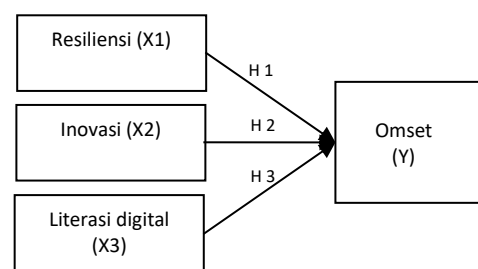 Resiliensi (X1)
H 1
Inovasi (X2)
H 2
Omset
(Y)
H 3
Literasi digital
(X3)